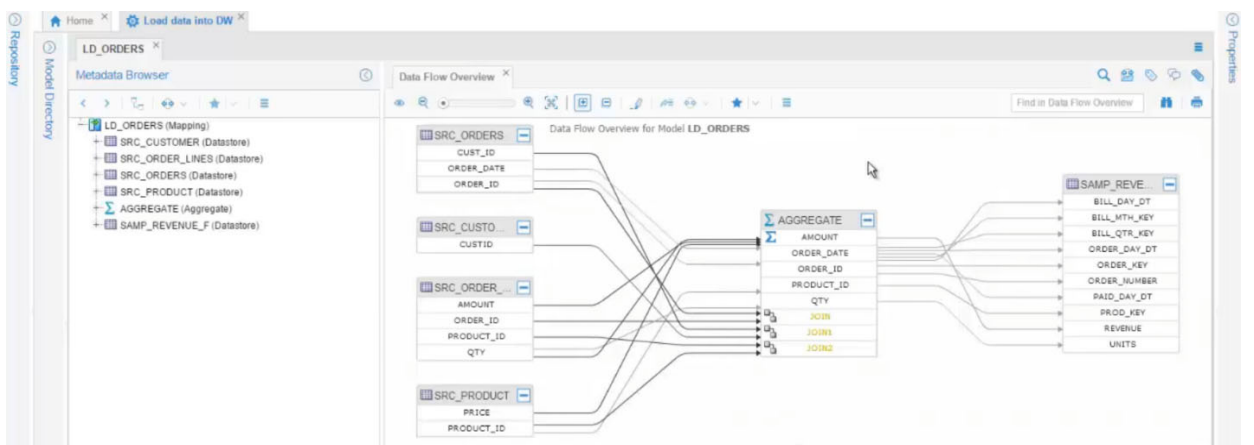 Home × Load data into DW ×
Repository
Model Directory
LD_ORDERS ×
Metadata Browser
LD_ORDERS (Mapping)
SRC_CUSTOMER (Datastore)
SRC_ORDER_LINES (Datastore)
SRC_ORDERS (Datastore)
SRC_PRODUCT (Datastore)
AGGREGATE (Aggregate)
SAMP_REVENUE_F (Datastore)
Data Flow Overview ×
Find in Data Flow Overview
Data Flow Overview for Model LD_ORDERS
SRC_ORDERS
CUST_ID
ORDER_DATE
ORDER_ID
SRC_CUSTO...
CUSTID
SRC_ORDER_...
AMOUNT
ORDER_ID
PRODUCT_ID
QTY
SRC_PRODUCT
PRICE
PRODUCT_ID
AGGREGATE
AMOUNT
ORDER_DATE
ORDER_ID
PRODUCT_ID
QTY
JOIN
JOIN1
JOIN2
SAMP_REVE...
BILL_DAY_DT
BILL_MTH_KEY
BILL_QTR_KEY
ORDER_DAY_DT
ORDER_KEY
ORDER_NUMBER
PAID_DAY_DT
PROD_KEY
REVENUE
UNITS
Properties